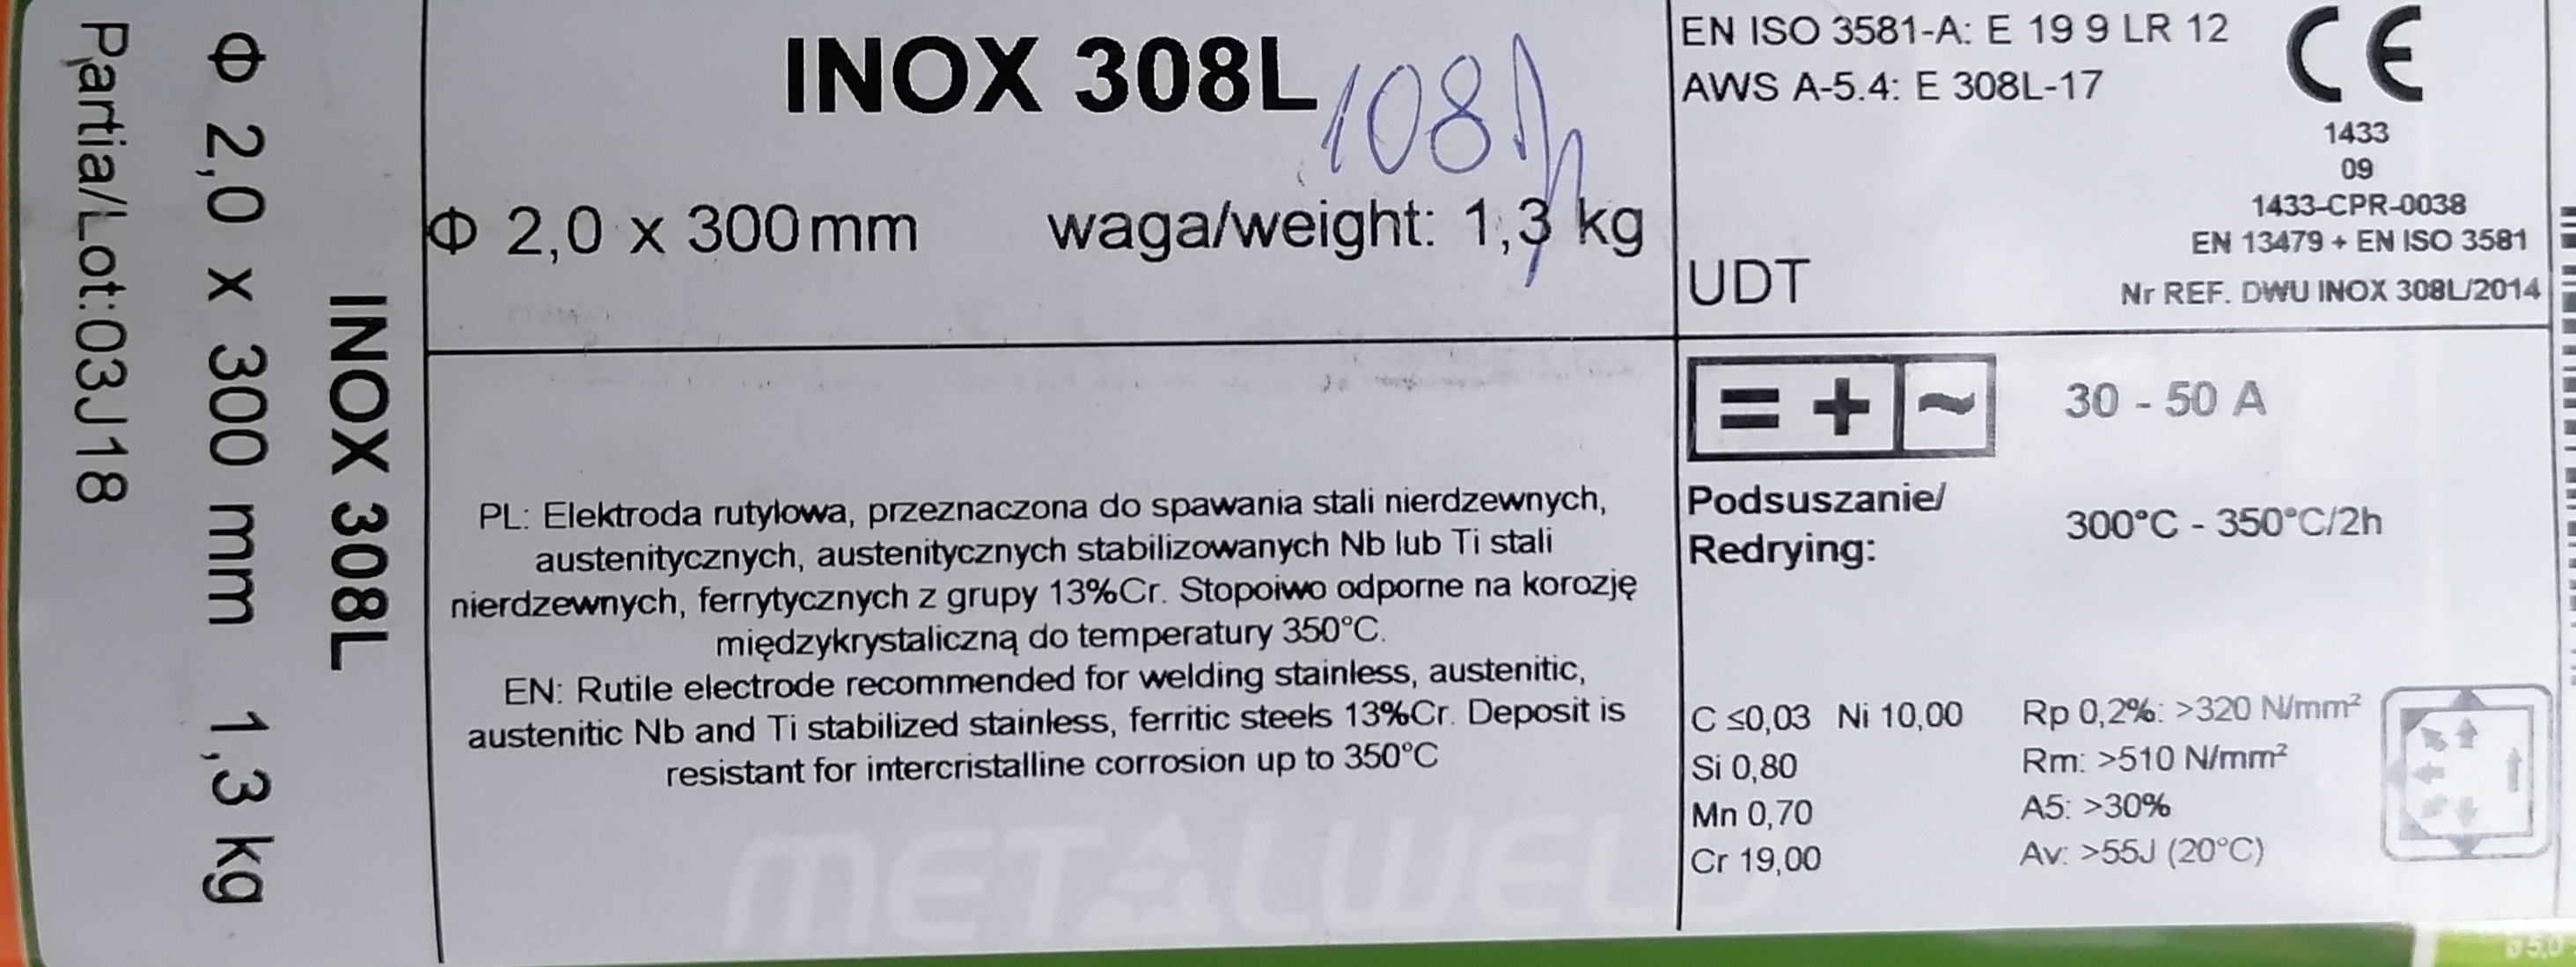 Partia/Lot:03J18
Φ 2,0 x 300 mm 1,3 kg
INOX 308L
INOX 308L
108
Φ 2,0 x 300mm waga/weight: 1,3 kg
PL: Elektroda rutylowa, przeznaczona do spawania stali nierdzewnych,
austenitycznych, austenitycznych stabilizowanych Nb lub Ti stali
nierdzewnych, ferrytycznych z grupy 13%Cr. Stopoiwo odporne na korozję
międzykrystaliczną do temperatury 350°C.
EN: Rutile electrode recommended for welding stainless, austenitic,
austenitic Nb and Ti stabilized stainless, ferritic steels 13%Cr. Deposit is
resistant for intercristalline corrosion up to 350°C
METALWELD
EN ISO 3581-A: E 19 9 LR 12
AWS A-5.4: E 308L-17
CE
1433
09
1433-CPR-0038
EN 13479 + EN ISO 3581
UDT
Nr REF. DWU INOX 308L/2014
= + ~ 30 - 50 A
Podsuszanie/
Redrying: 300°C - 350°C/2h
C ≤0,03 Ni 10,00 Rp 0,2%: >320 N/mm²
Si 0,80 Rm: >510 N/mm²
Mn 0,70 A5: >30%
Cr 19,00 Av: >55J (20°C)